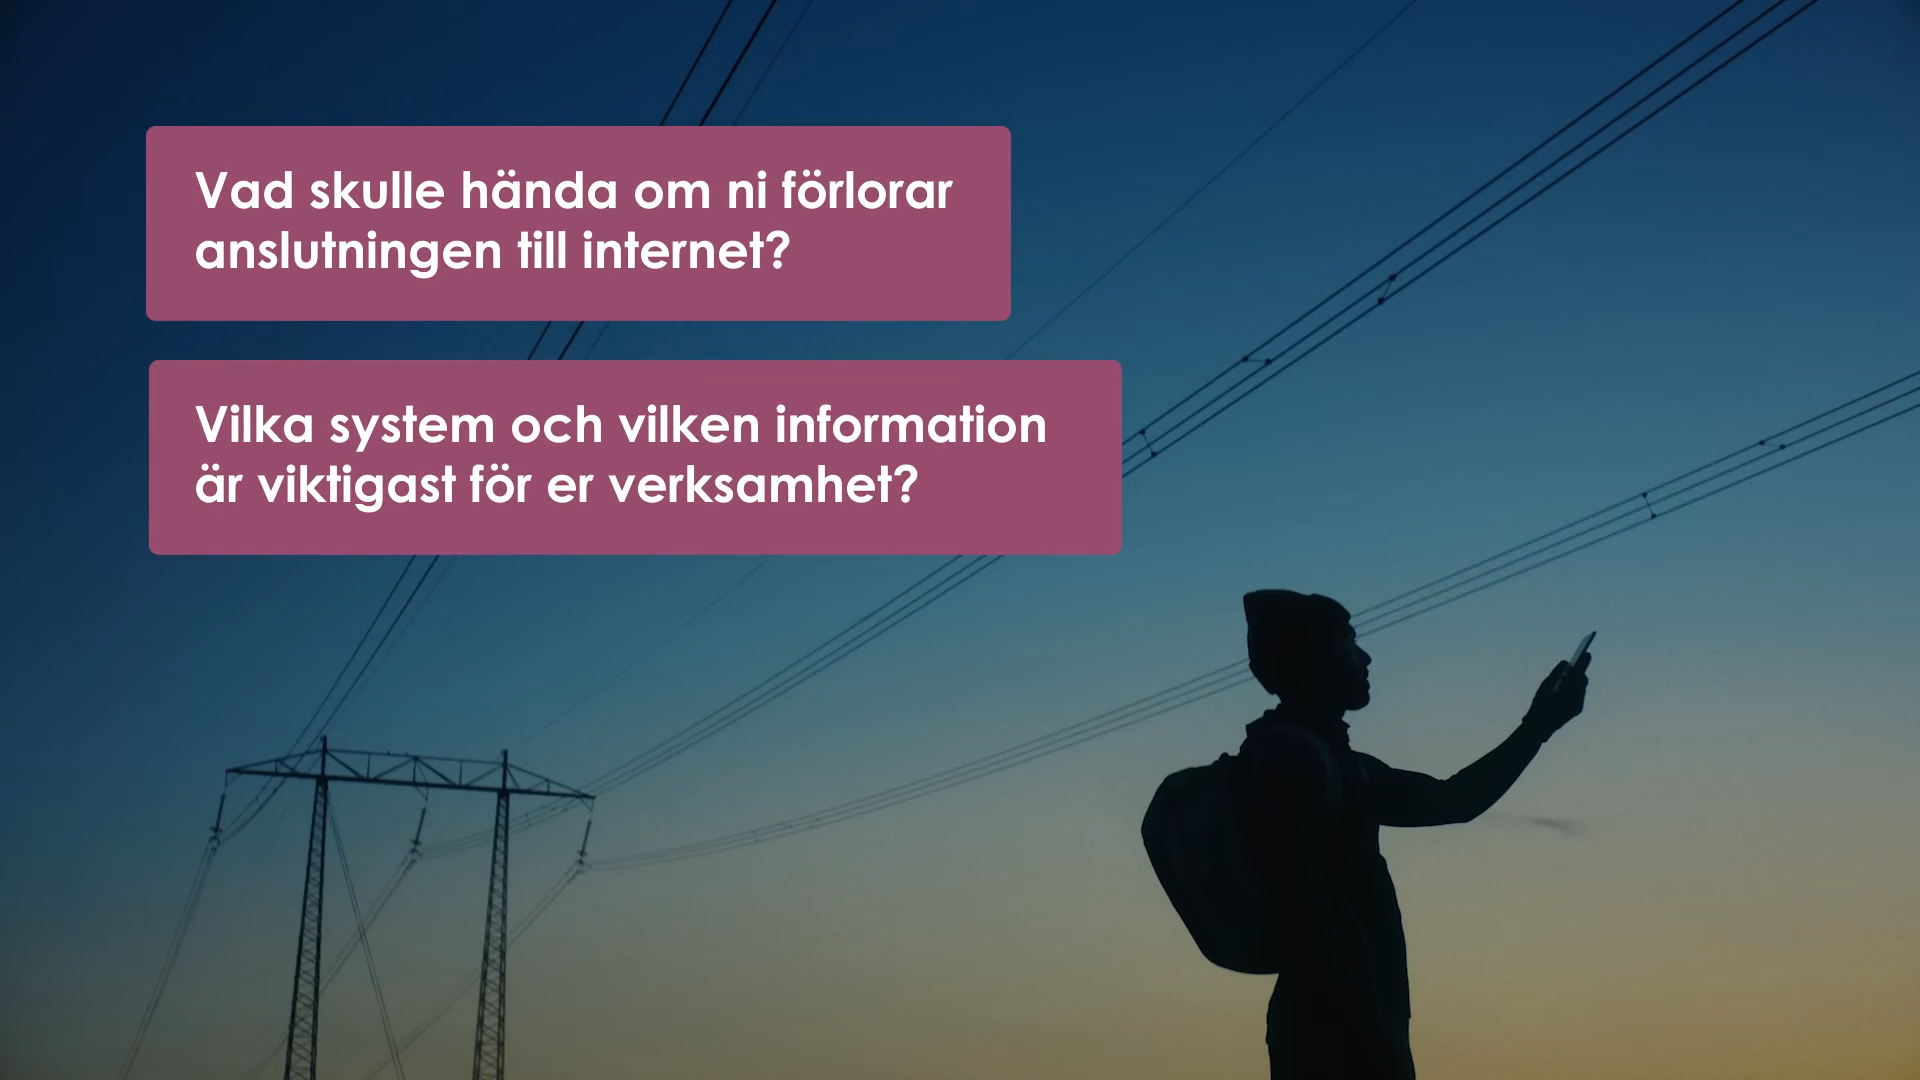 Vad skulle hända om ni förlorar
anslutningen till internet?
Vilka system och vilken information
är viktigast för er verksamhet?